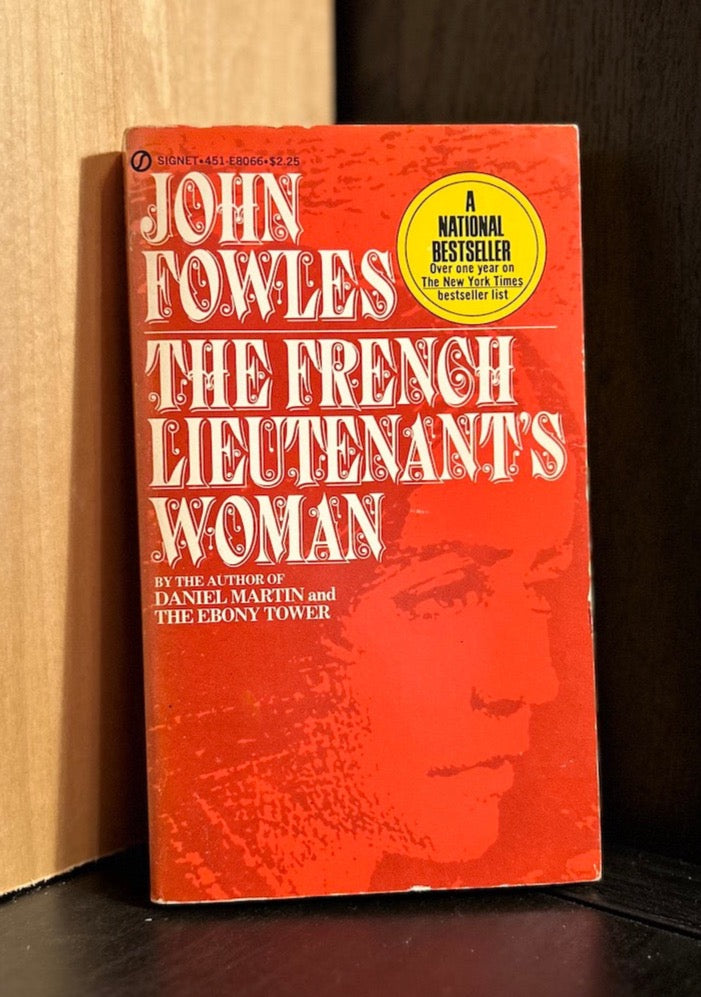 SIGNET•451-E8066•$2.25
JOHN
FOWLES
A
NATIONAL
BESTSELLER
Over one year on
The New York Times
bestseller list
THE FRENCH
LIEUTENANT'S
WOMAN
BY THE AUTHOR OF
DANIEL MARTIN and
THE EBONY TOWER